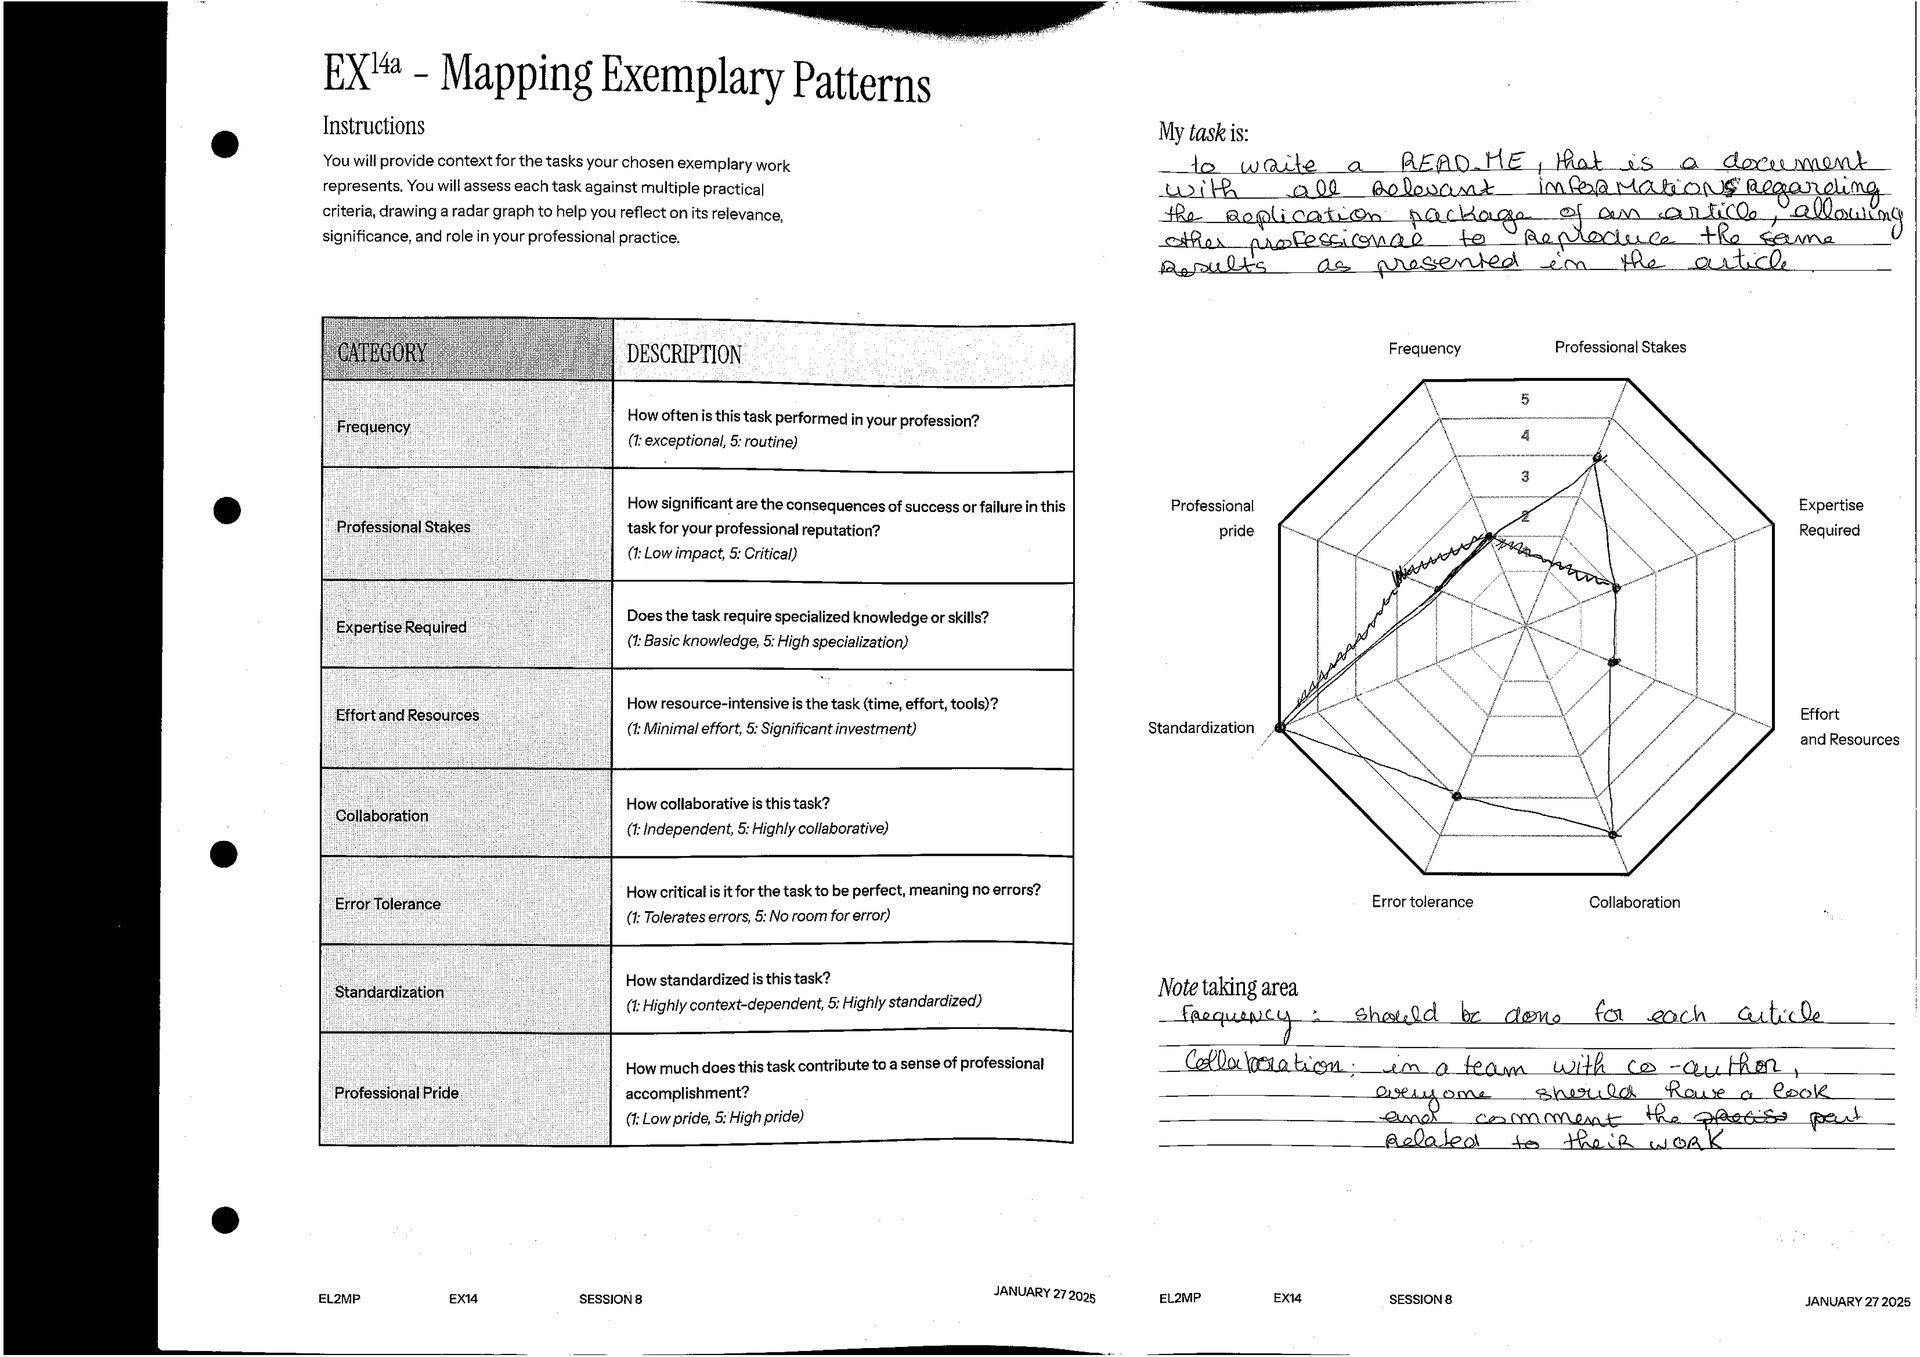 EX14a – Mapping Exemplary Patterns
Instructions
You will provide context for the tasks your chosen exemplary work
represents. You will assess each task against multiple practical
criteria, drawing a radar graph to help you reflect on its relevance,
significance, and role in your professional practice.
CATEGORY DESCRIPTION
Frequency
How often is this task performed in your profession?
(1: exceptional, 5: routine)
Professional Stakes
How significant are the consequences of success or failure in this
task for your professional reputation?
(1: Low impact, 5: Critical)
Expertise Required
Does the task require specialized knowledge or skills?
(1: Basic knowledge, 5: High specialization)
Effort and Resources
How resource-intensive is the task (time, effort, tools)?
(1: Minimal effort, 5: Significant investment)
Collaboration
How collaborative is this task?
(1: Independent, 5: Highly collaborative)
Error Tolerance
How critical is it for the task to be perfect, meaning no errors?
(1: Tolerates errors, 5: No room for error)
Standardization
How standardized is this task?
(1: Highly context-dependent, 5: Highly standardized)
Professional Pride
How much does this task contribute to a sense of professional
accomplishment?
(1: Low pride, 5: High pride)
EL2MP EX14 SESSION 8 JANUARY 27 2025
My task is:
to write a READ_ME, that is a document
with all relevant informations regarding
the replication package of an article, allowing
other professional to reproduce the same
results as presented in the article.
Frequency Professional Stakes
5
4
3
2
Professional
pride
Expertise
Required
Standardization
Effort
and Resources
Error tolerance Collaboration
Note taking area
Frequency: should be done for each article
Collaboration: in a team with co-author,
everyone should have a look
and comment the part
related to their work
EL2MP EX14 SESSION 8 JANUARY 27 2025